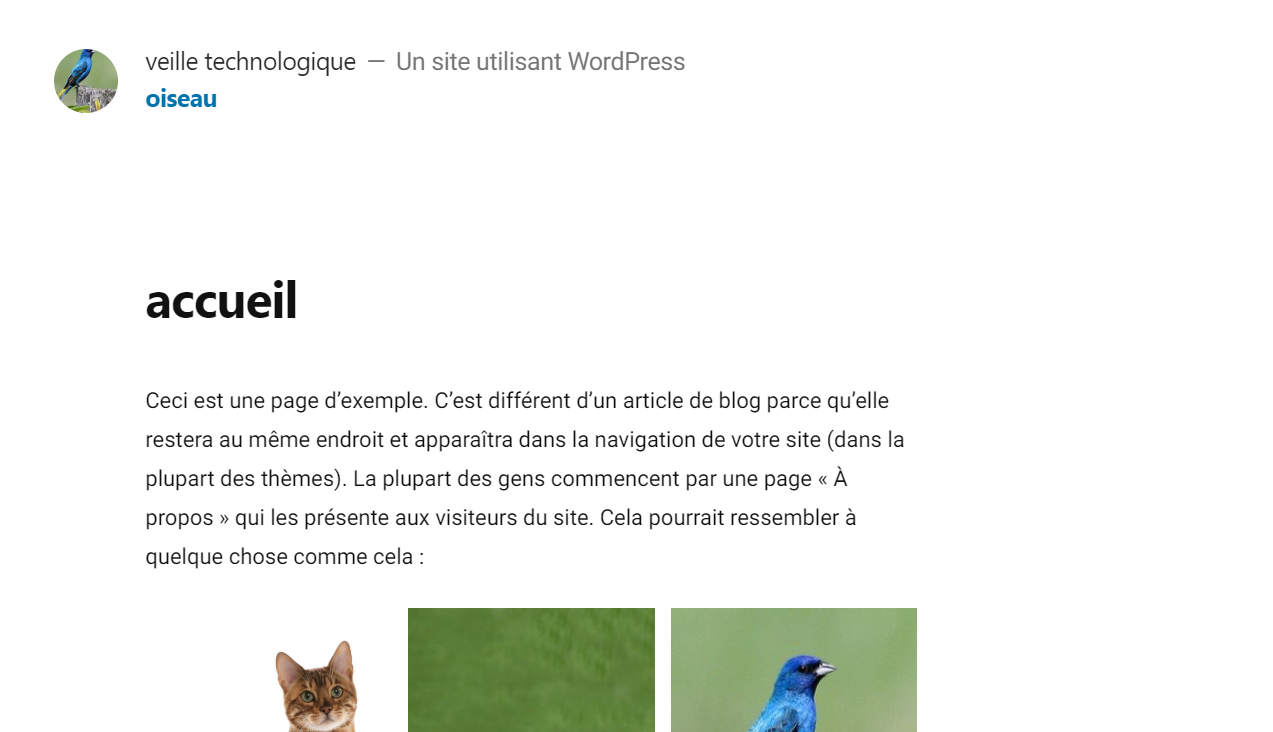 veille technologique — Un site utilisant WordPress
oiseau
accueil
Ceci est une page d’exemple. C’est différent d’un article de blog parce qu’elle
restera au même endroit et apparaîtra dans la navigation de votre site (dans la
plupart des thèmes). La plupart des gens commencent par une page « À
propos » qui les présente aux visiteurs du site. Cela pourrait ressembler à
quelque chose comme cela :